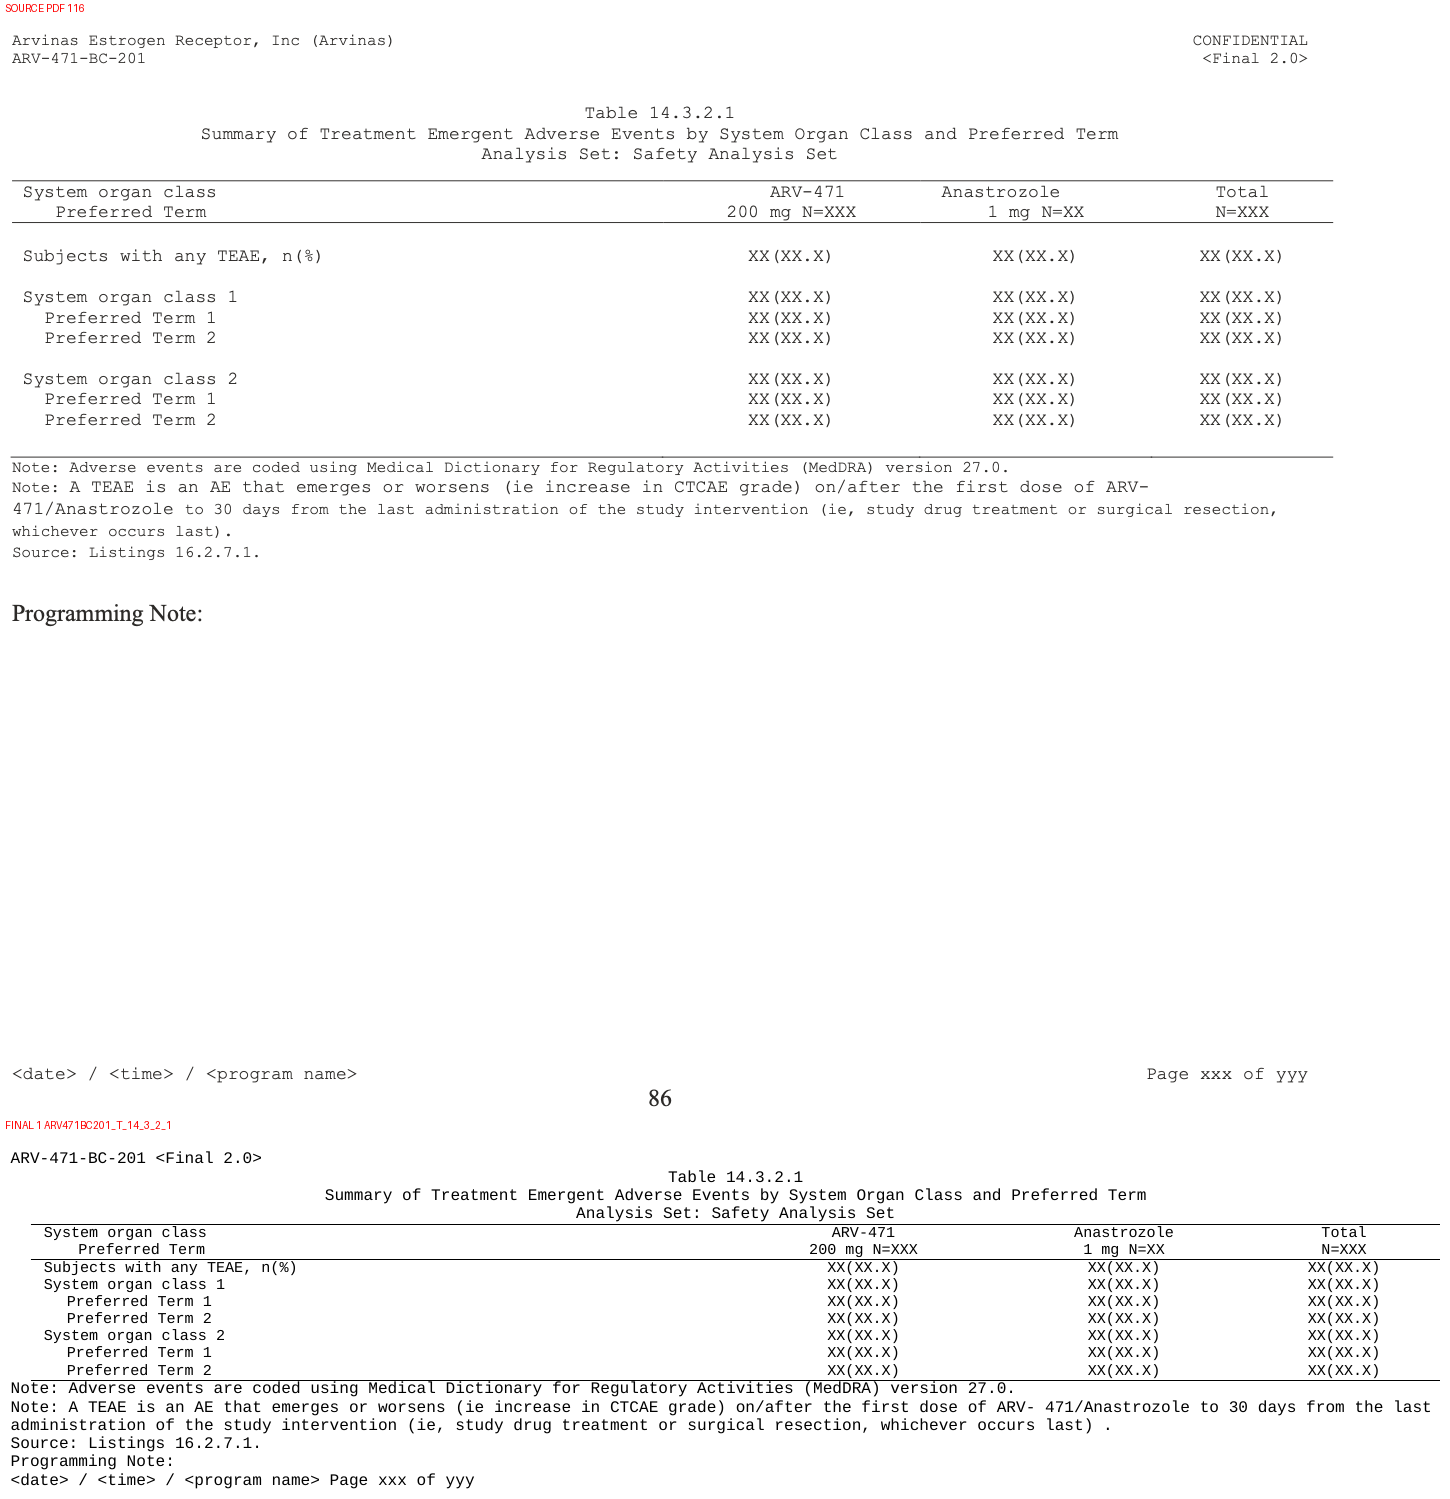 SOURCE PDF 116
Arvinas Estrogen Receptor, Inc (Arvinas) CONFIDENTIAL
ARV-471-BC-201 <Final 2.0>
Table 14.3.2.1
Summary of Treatment Emergent Adverse Events by System Organ Class and Preferred Term
Analysis Set: Safety Analysis Set
System organ class ARV-471 Anastrozole Total
Preferred Term 200 mg N=XXX 1 mg N=XX N=XXX
Subjects with any TEAE, n(%) XX(XX.X) XX(XX.X) XX(XX.X)
System organ class 1 XX(XX.X) XX(XX.X) XX(XX.X)
Preferred Term 1 XX(XX.X) XX(XX.X) XX(XX.X)
Preferred Term 2 XX(XX.X) XX(XX.X) XX(XX.X)
System organ class 2 XX(XX.X) XX(XX.X) XX(XX.X)
Preferred Term 1 XX(XX.X) XX(XX.X) XX(XX.X)
Preferred Term 2 XX(XX.X) XX(XX.X) XX(XX.X)
Note: Adverse events are coded using Medical Dictionary for Regulatory Activities (MedDRA) version 27.0.
Note: A TEAE is an AE that emerges or worsens (ie increase in CTCAE grade) on/after the first dose of ARV-
471/Anastrozole to 30 days from the last administration of the study intervention (ie, study drug treatment or surgical resection,
whichever occurs last).
Source: Listings 16.2.7.1.
Programming Note:
<date> / <time> / <program name> Page xxx of yyy
86
FINAL 1 ARV471BC201_T_14_3_2_1
ARV-471-BC-201 <Final 2.0>
Table 14.3.2.1
Summary of Treatment Emergent Adverse Events by System Organ Class and Preferred Term
Analysis Set: Safety Analysis Set
System organ class ARV-471 Anastrozole Total
Preferred Term 200 mg N=XXX 1 mg N=XX N=XXX
Subjects with any TEAE, n(%) XX(XX.X) XX(XX.X) XX(XX.X)
System organ class 1 XX(XX.X) XX(XX.X) XX(XX.X)
Preferred Term 1 XX(XX.X) XX(XX.X) XX(XX.X)
Preferred Term 2 XX(XX.X) XX(XX.X) XX(XX.X)
System organ class 2 XX(XX.X) XX(XX.X) XX(XX.X)
Preferred Term 1 XX(XX.X) XX(XX.X) XX(XX.X)
Preferred Term 2 XX(XX.X) XX(XX.X) XX(XX.X)
Note: Adverse events are coded using Medical Dictionary for Regulatory Activities (MedDRA) version 27.0.
Note: A TEAE is an AE that emerges or worsens (ie increase in CTCAE grade) on/after the first dose of ARV- 471/Anastrozole to 30 days from the last
administration of the study intervention (ie, study drug treatment or surgical resection, whichever occurs last) .
Source: Listings 16.2.7.1.
Programming Note:
<date> / <time> / <program name> Page xxx of yyy